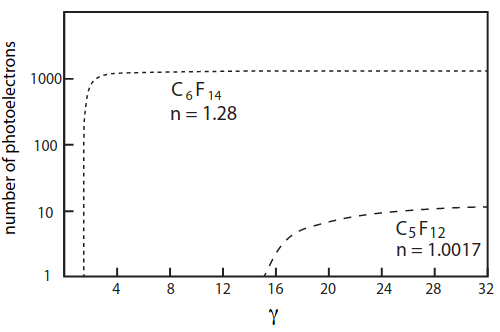 number of photoelectrons
1000
100
10
1
C6F14
n = 1.28
C5F12
n = 1.0017
4 8 12 16 20 24 28 32
γ